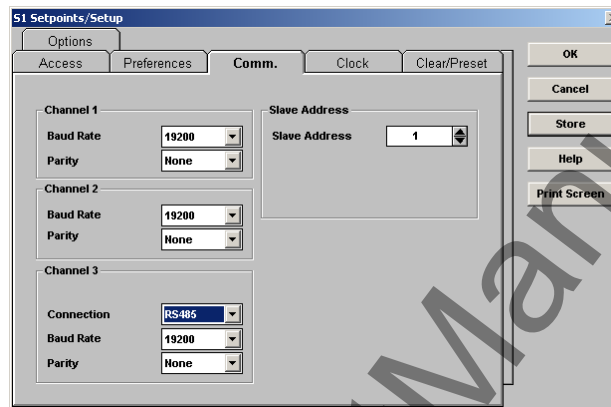 S1 Setpoints/Setup
Options
Access Preferences Comm. Clock Clear/Preset
OK
Cancel
Store
Help
Print Screen
Channel 1
Baud Rate 19200
Parity None
Slave Address
Slave Address 1
Channel 2
Baud Rate 19200
Parity None
Channel 3
Connection RS485
Baud Rate 19200
Parity None